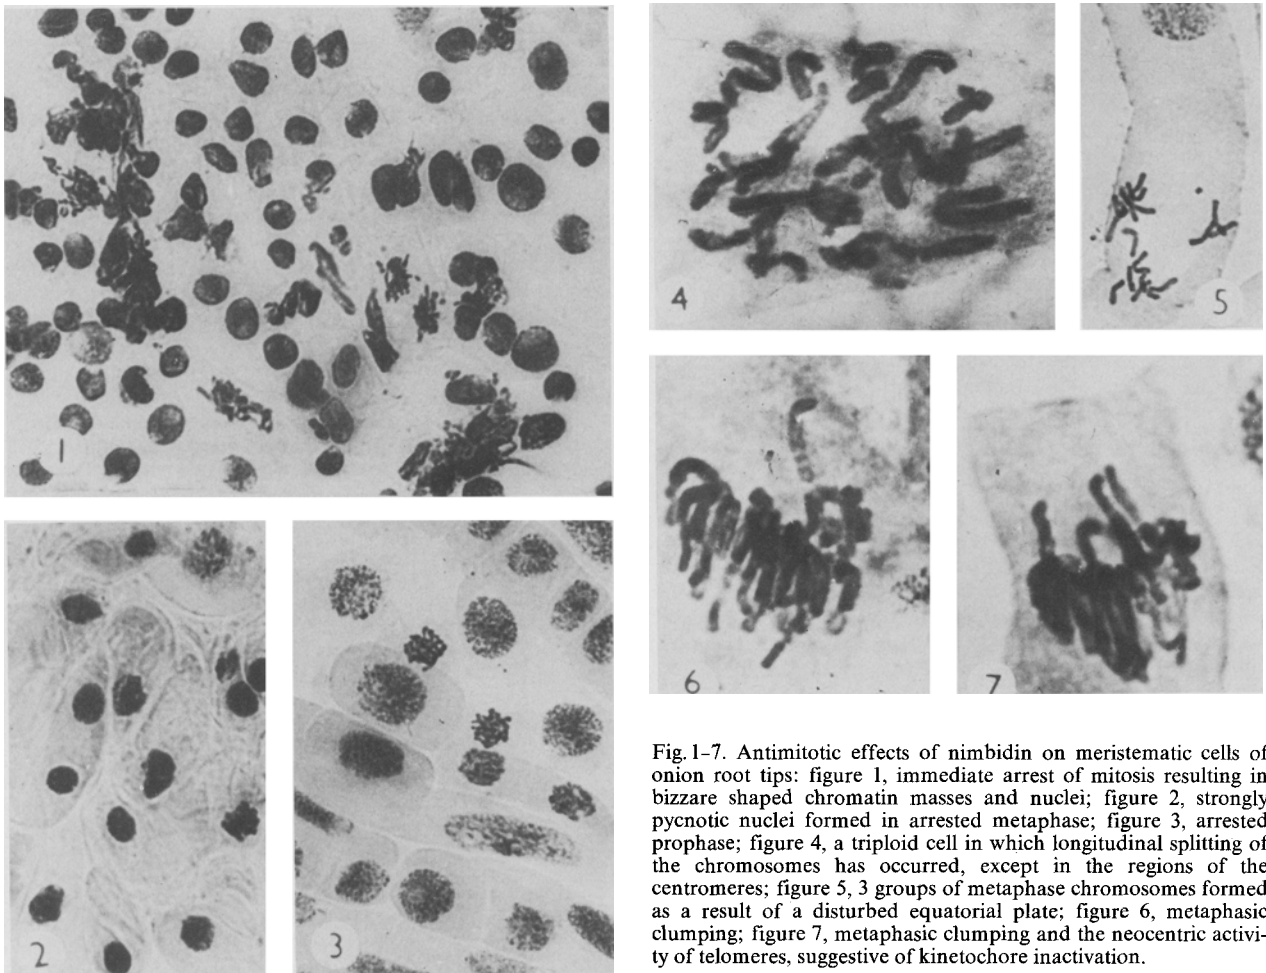 1
4
5
2
3
6
7
Fig. 1–7. Antimitotic effects of nimbidin on meristematic cells of
onion root tips: figure 1, immediate arrest of mitosis resulting in
bizzare shaped chromatin masses and nuclei; figure 2, strongly
pycnotic nuclei formed in arrested metaphase; figure 3, arrested
prophase; figure 4, a triploid cell in which longitudinal splitting of
the chromosomes has occurred, except in the regions of the
centromeres; figure 5, 3 groups of metaphase chromosomes formed
as a result of a disturbed equatorial plate; figure 6, metaphasic
clumping; figure 7, metaphasic clumping and the neocentric activi-
ty of telomeres, suggestive of kinetochore inactivation.